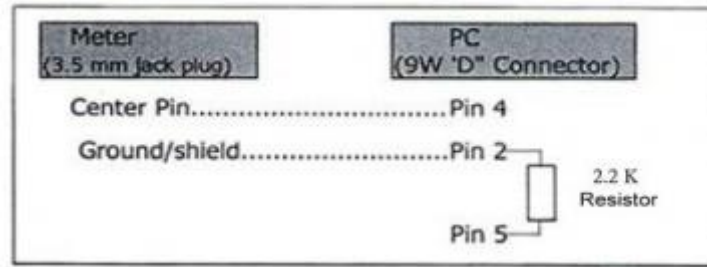 Meter
(3.5 mm jack plug)
PC
(9W 'D" Connector)
Center Pin..............................Pin 4
Ground/shield........................Pin 2
2.2 K
Resistor
Pin 5